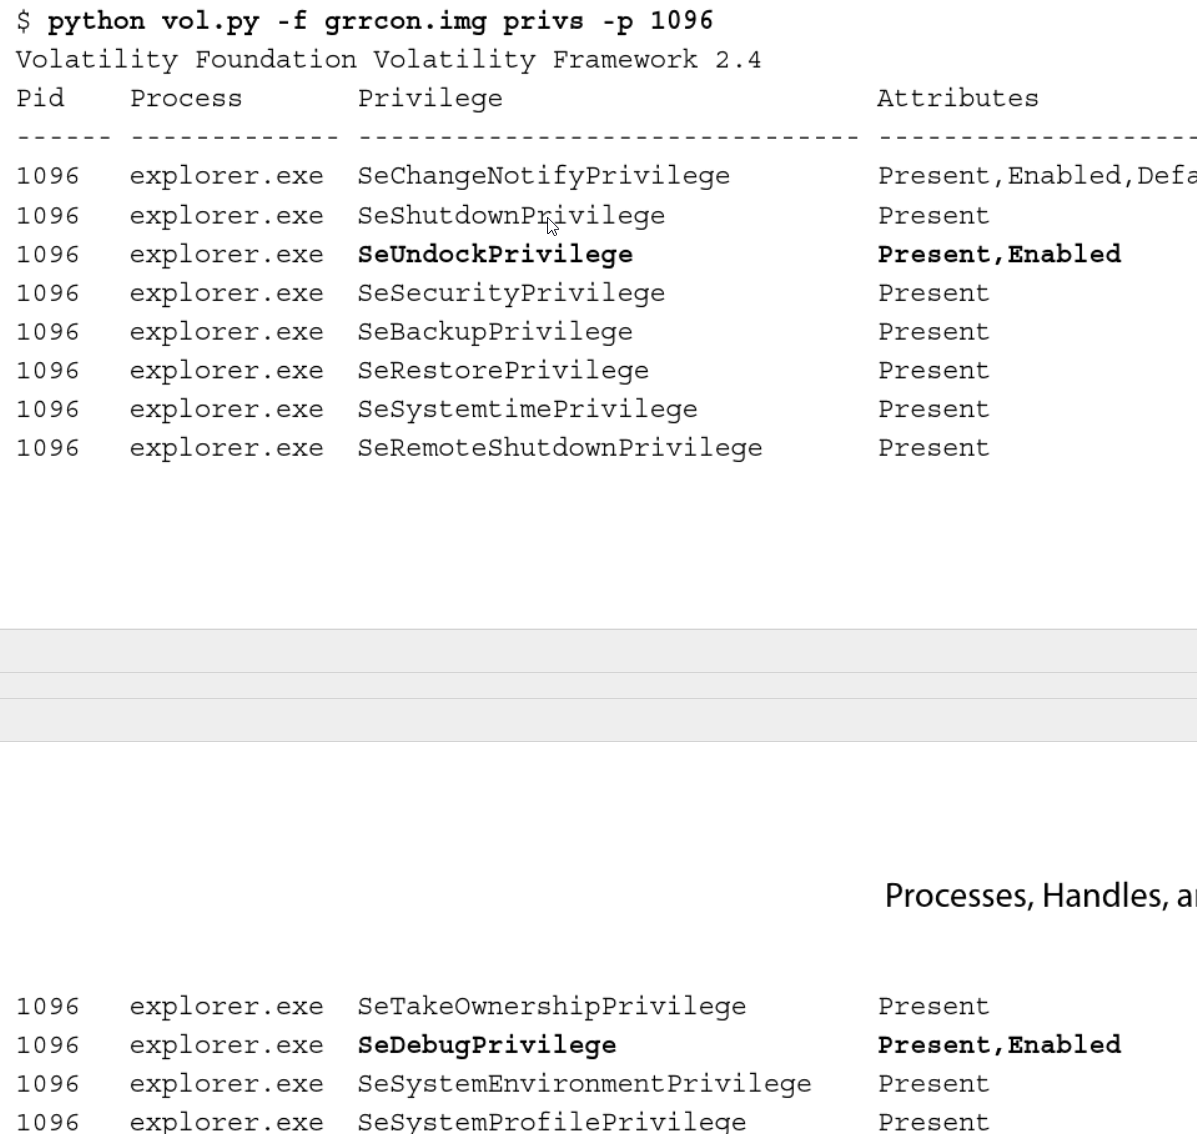 $ python vol.py -f grrcon.img privs -p 1096
Volatility Foundation Volatility Framework 2.4
Pid    Process       Privilege                       Attributes
------ ------------- ------------------------------- --------------------
1096   explorer.exe  SeChangeNotifyPrivilege         Present,Enabled,Defa
1096   explorer.exe  SeShutdownPrivilege             Present
1096   explorer.exe  SeUndockPrivilege               Present,Enabled
1096   explorer.exe  SeSecurityPrivilege             Present
1096   explorer.exe  SeBackupPrivilege               Present
1096   explorer.exe  SeRestorePrivilege              Present
1096   explorer.exe  SeSystemtimePrivilege           Present
1096   explorer.exe  SeRemoteShutdownPrivilege       Present
Processes, Handles, a
1096   explorer.exe  SeTakeOwnershipPrivilege        Present
1096   explorer.exe  SeDebugPrivilege                Present,Enabled
1096   explorer.exe  SeSystemEnvironmentPrivilege    Present
1096   explorer.exe  SeSystemProfilePrivilege        Present